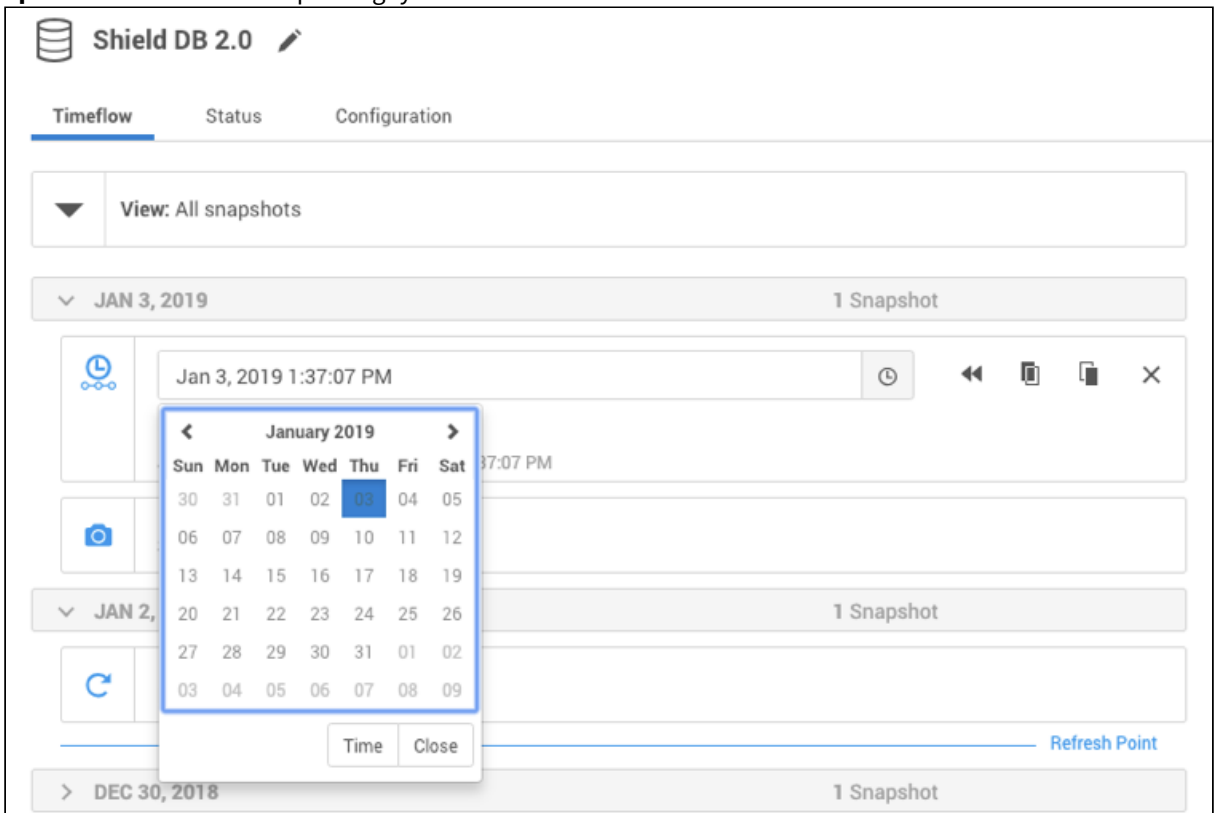 Shield DB 2.0
Timeflow Status Configuration
View: All snapshots
JAN 3, 2019 1 Snapshot
Jan 3, 2019 1:37:07 PM
January 2019
Sun Mon Tue Wed Thu Fri Sat
37:07 PM
30 31 01 02 03 04 05
06 07 08 09 10 11 12
13 14 15 16 17 18 19
JAN 2, 1 Snapshot
20 21 22 23 24 25 26
27 28 29 30 31 01 02
03 04 05 06 07 08 09
Time Close
Refresh Point
DEC 30, 2018 1 Snapshot